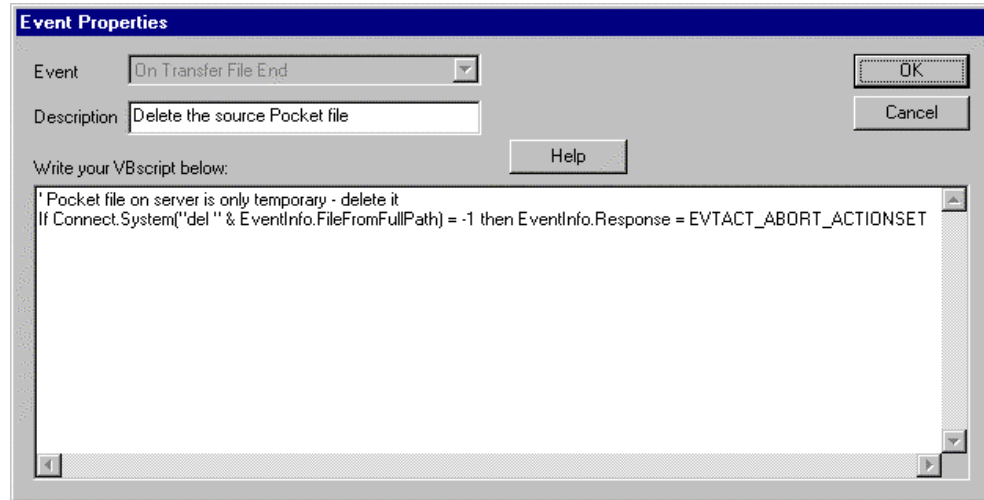 Event Properties
Event On Transfer File End
OK
Description Delete the source Pocket file
Cancel
Help
Write your VBscript below:
' Pocket file on server is only temporary - delete it
If Connect.System("del " & EventInfo.FileFromFullPath) = -1 then EventInfo.Response = EVTACT_ABORT_ACTIONSET